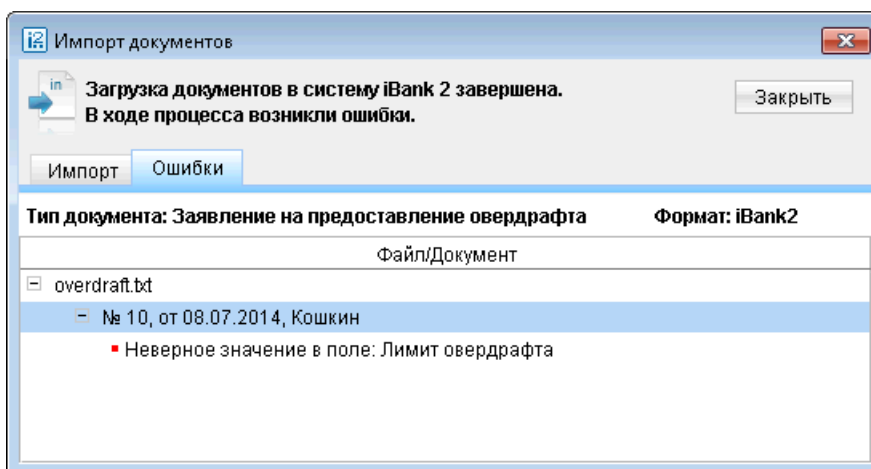 Импорт документов
in
Загрузка документов в систему iBank 2 завершена.
В ходе процесса возникли ошибки.
Закрыть
Импорт
Ошибки
Тип документа: Заявление на предоставление овердрафта Формат: iBank2
Файл/Документ
overdraft.txt
№ 10, от 08.07.2014, Кошкин
Неверное значение в поле: Лимит овердрафта